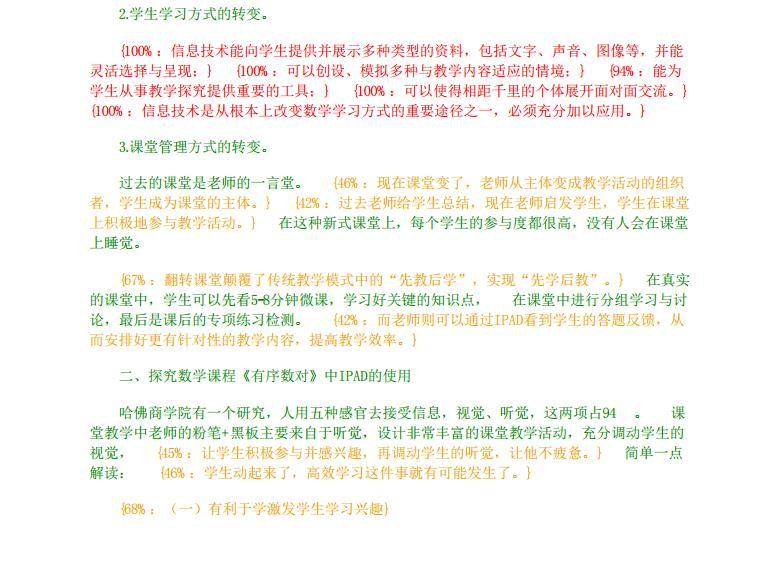 2.学生学习方式的转变。
{100%：信息技术能向学生提供并展示多种类型的资料，包括文字、声音、图像等，并能
灵活选择与呈现；} {100%：可以创设、模拟多种与教学内容适应的情境；} {94%：能为
学生从事教学探究提供重要的工具；} {100%：可以使得相距千里的个体展开面对面交流。}
{100%：信息技术是从根本上改变数学学习方式的重要途径之一，必须充分加以应用。}
3.课堂管理方式的转变。
过去的课堂是老师的一言堂。 {46%：现在课堂变了，老师从主体变成教学活动的组织
者，学生成为课堂的主体。} {42%：过去老师给学生总结，现在老师启发学生，学生在课堂
上积极地参与教学活动。} 在这种新式课堂上，每个学生的参与度都很高，没有人会在课堂
上睡觉。
{67%：翻转课堂颠覆了传统教学模式中的“先教后学”，实现“先学后教”。} 在真实
的课堂中，学生可以先看5-8分钟微课，学习好关键的知识点， 在课堂中进行分组学习与讨
论，最后是课后的专项练习检测。 {42%：而老师则可以通过IPAD看到学生的答题反馈，从
而安排好更有针对性的教学内容，提高教学效率。}
二、探究数学课程《有序数对》中IPAD的使用
哈佛商学院有一个研究，人用五种感官去接受信息，视觉、听觉，这两项占94 。 课
堂教学中老师的粉笔+黑板主要来自于听觉，设计非常丰富的课堂教学活动，充分调动学生的
视觉， {45%：让学生积极参与并感兴趣，再调动学生的听觉，让他不疲惫。} 简单一点
解读： {46%：学生动起来了，高效学习这件事就有可能发生了。}
{68%：（一）有利于学激发学生学习兴趣}